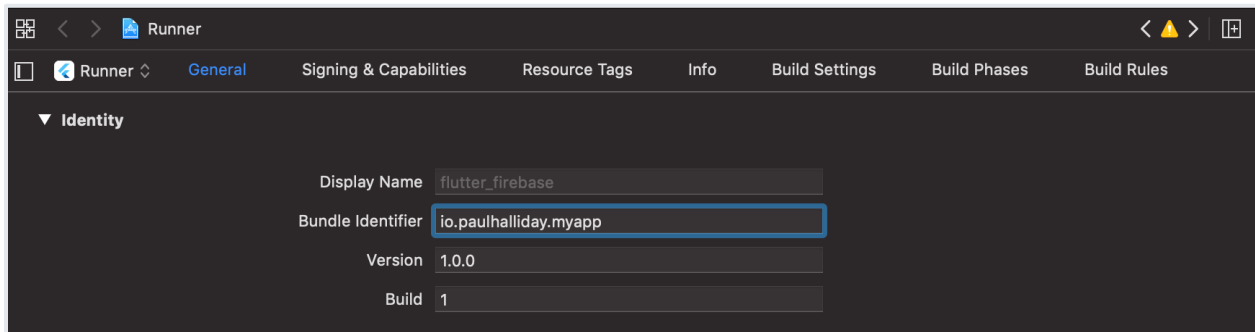 Runner
Runner General Signing & Capabilities Resource Tags Info Build Settings Build Phases Build Rules
Identity
Display Name flutter_firebase
Bundle Identifier io.paulhalliday.myapp
Version 1.0.0
Build 1